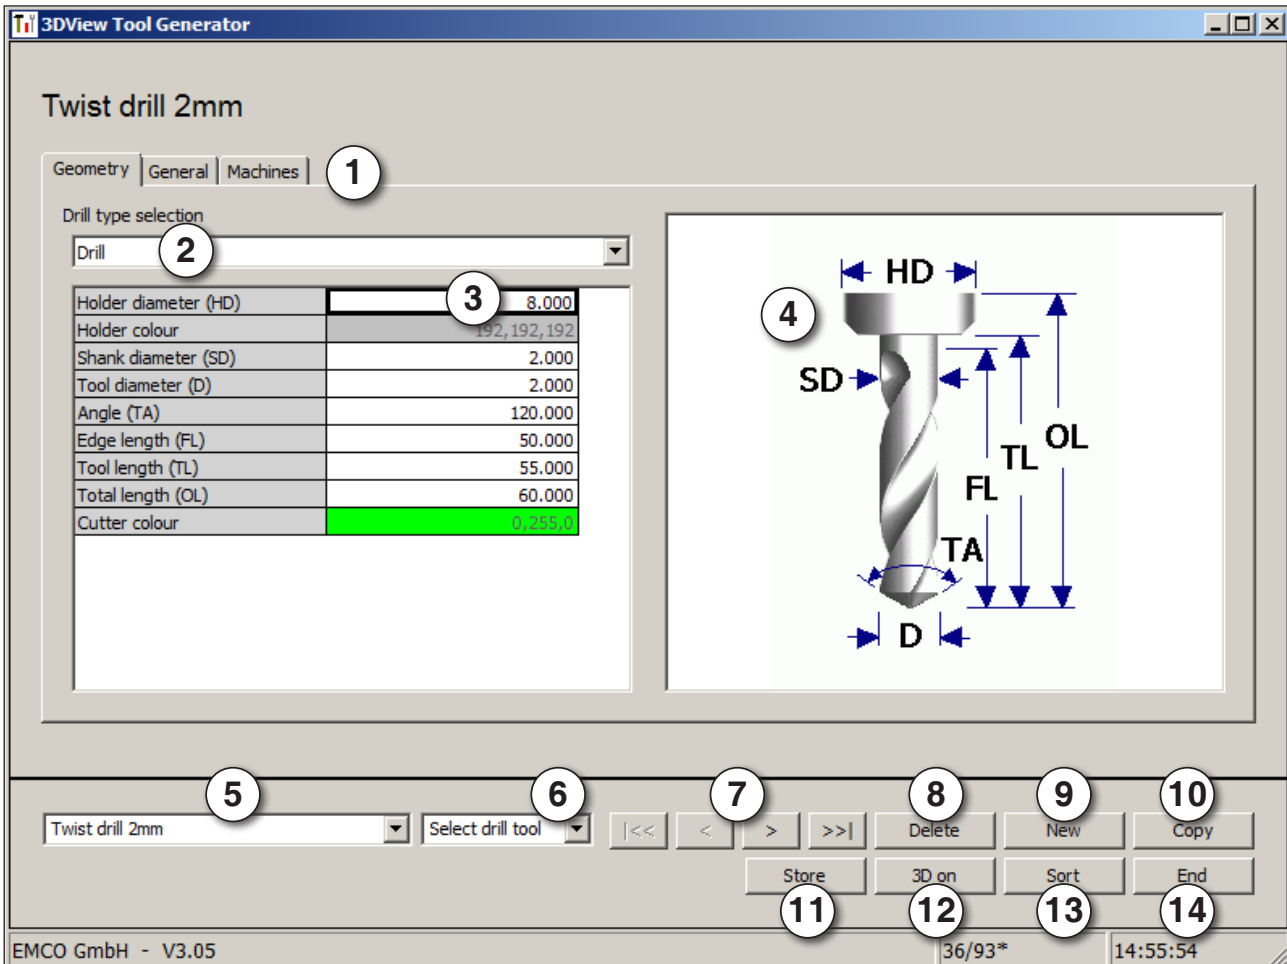 3DView Tool Generator
Twist drill 2mm
Geometry General Machines 1
Drill type selection
Drill 2
Holder diameter (HD) 8.000 3
Holder colour 192,192,192
Shank diameter (SD) 2.000
Tool diameter (D) 2.000
Angle (TA) 120.000
Edge length (FL) 50.000
Tool length (TL) 55.000
Total length (OL) 60.000
Cutter colour 0,255,0
HD
4
SD
OL
TL
FL
TA
D
5 6 7 8 9 10
Twist drill 2mm Select drill tool |<< < > >>| Delete New Copy
Store 3D on Sort End
11 12 13 14
EMCO GmbH - V3.05 36/93* 14:55:54